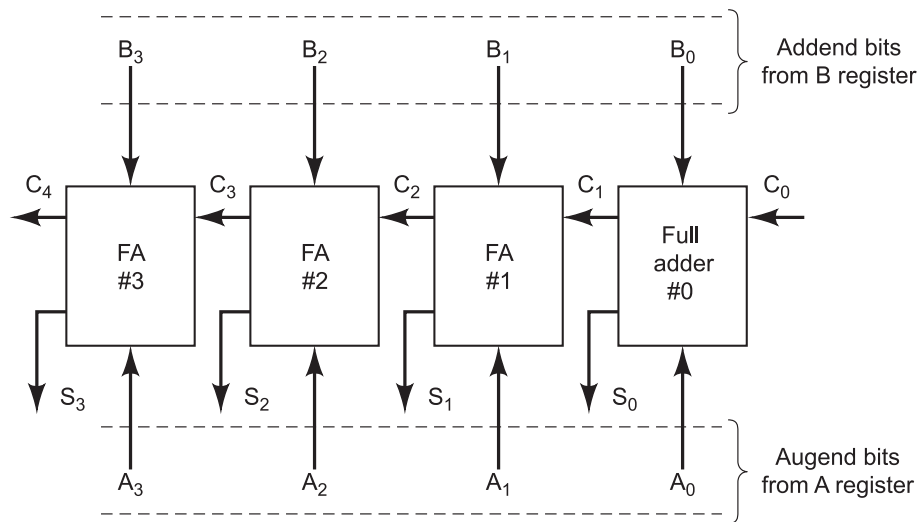 B₃ B₂ B₁ B₀
Addend bits
from B register
C₄ C₃ C₂ C₁ C₀
FA
#3
FA
#2
FA
#1
Full
adder
#0
S₃ S₂ S₁ S₀
A₃ A₂ A₁ A₀
Augend bits
from A register